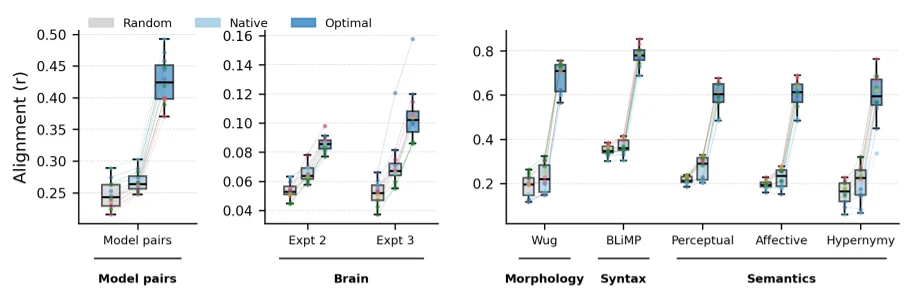 Random Native Optimal
Alignment (r)
0.50
0.45
0.40
0.35
0.30
0.25
Model pairs
Model pairs
0.16
0.14
0.12
0.10
0.08
0.06
0.04
Expt 2 Expt 3
Brain
0.8
0.6
0.4
0.2
Wug BLiMP Perceptual Affective Hypernymy
Morphology Syntax Semantics